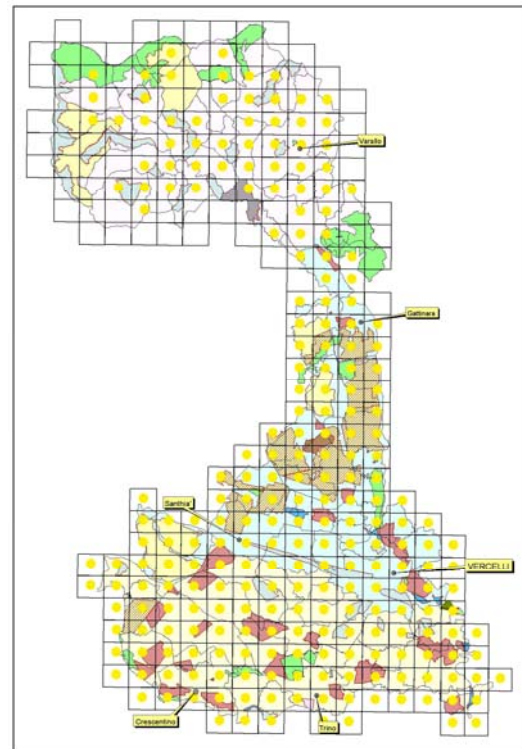 Varallo
Gattinara
Santhia'
VERCELLI
Crescentino
Trino